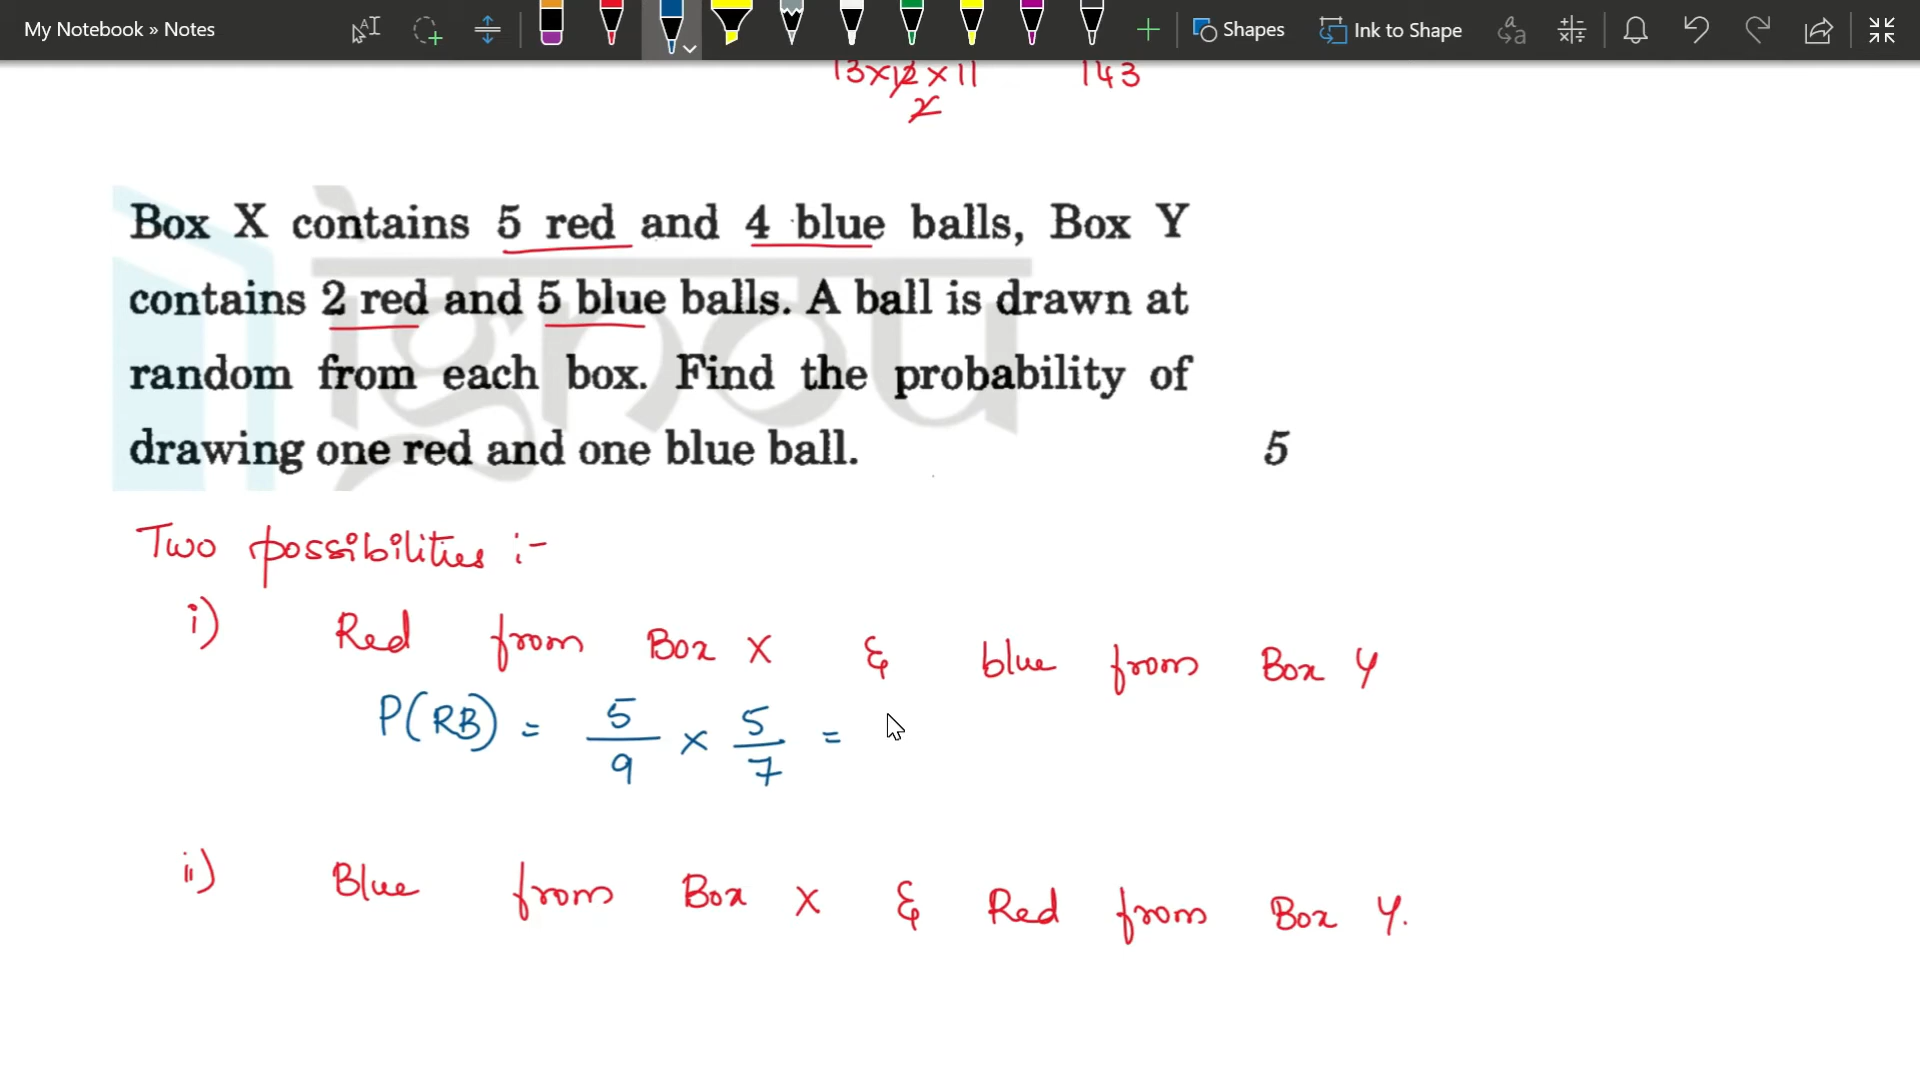 My Notebook » Notes
Shapes
Ink to Shape
13×12×11 143
2
Box X contains 5 red and 4 blue balls, Box Y
contains 2 red and 5 blue balls. A ball is drawn at
random from each box. Find the probability of
drawing one red and one blue ball. 5
ignou
Two possibilities :-
i) Red from Box X & blue from Box Y
P(RB) = 5/9 × 5/7 =
ii) Blue from Box X & Red from Box Y.